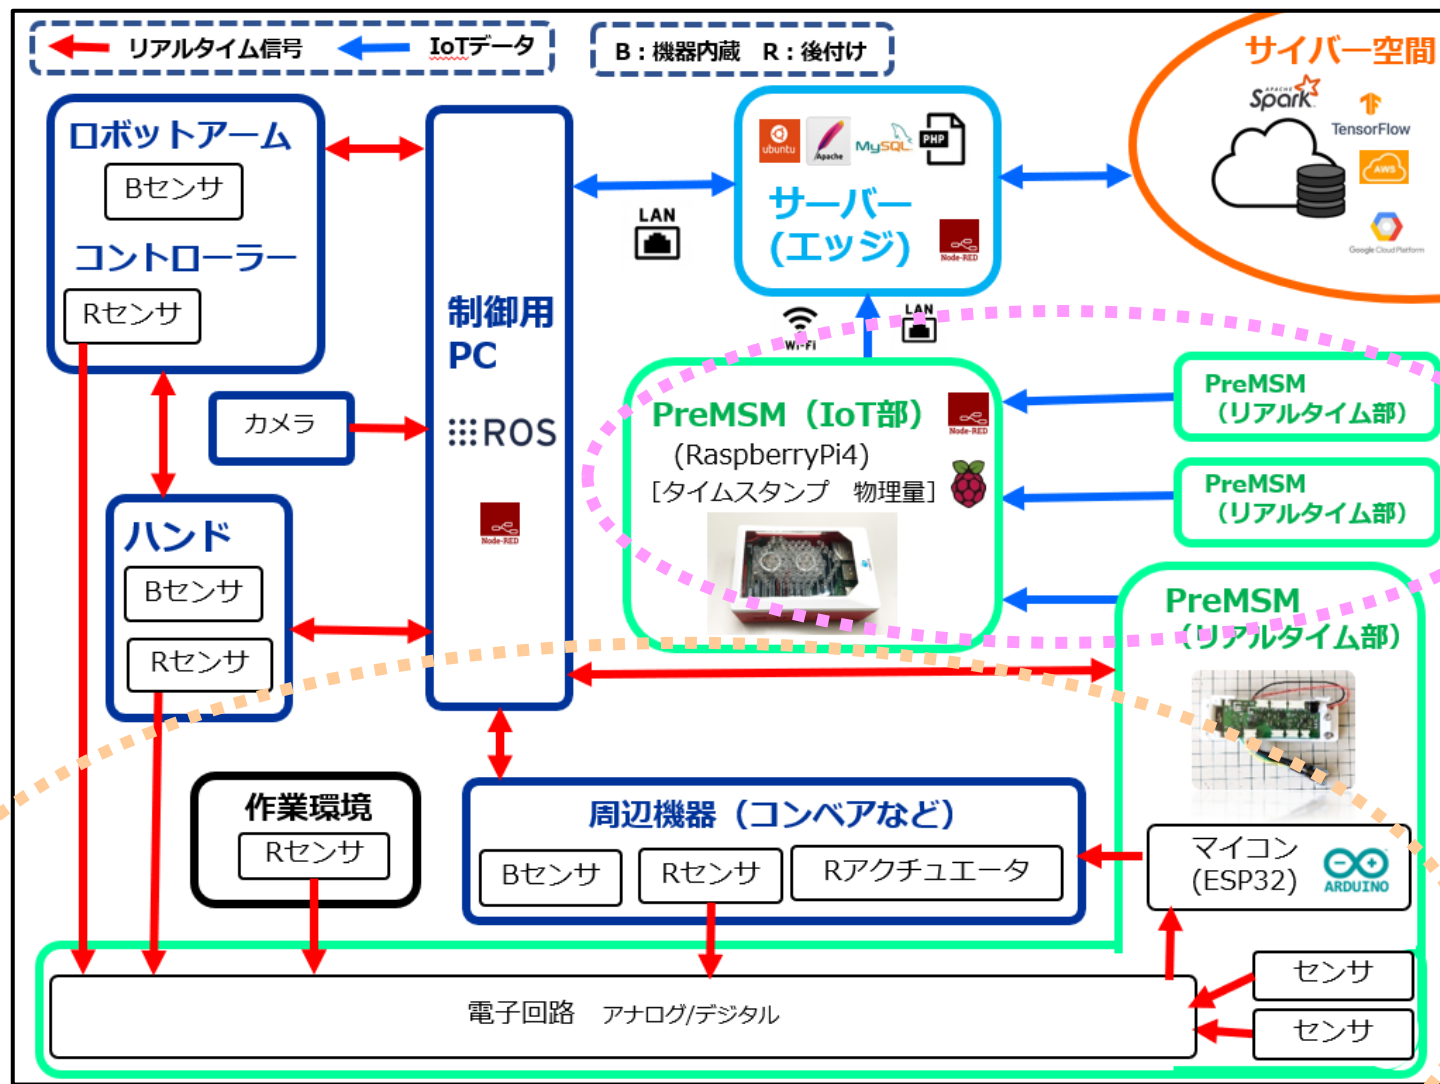 リアルタイム信号
IoTデータ
B：機器内蔵　R：後付け
サイバー空間
APACHE
Spark
TensorFlow
AWS
Google Cloud Platform
ロボットアーム
Bセンサ
コントローラー
Rセンサ
制御用
PC
ROS
Node-RED
LAN
ubuntu
Apache
MySQL
PHP
サーバー
(エッジ)
Node-RED
Wi-Fi
LAN
カメラ
PreMSM（IoT部）
Node-RED
(RaspberryPi4)
[タイムスタンプ　物理量]
PreMSM
（リアルタイム部）
PreMSM
（リアルタイム部）
PreMSM
（リアルタイム部）
ハンド
Bセンサ
Rセンサ
作業環境
Rセンサ
周辺機器（コンベアなど）
Bセンサ
Rセンサ
Rアクチュエータ
マイコン
(ESP32)
ARDUINO
電子回路　アナログ/デジタル
センサ
センサ